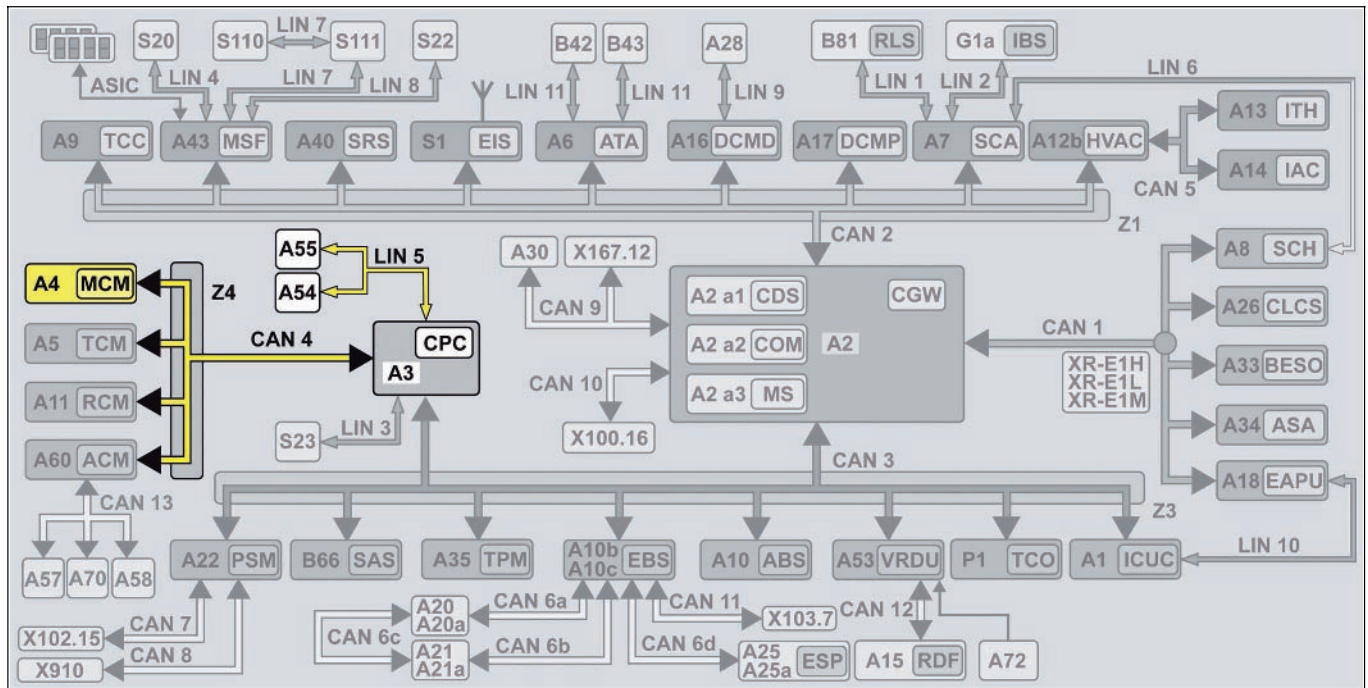 LIN 7
S20
S110
S111
S22
B42
B43
A28
B81 RLS
G1a IBS
ASIC
LIN 4
LIN 7
LIN 8
LIN 11
LIN 11
LIN 9
LIN 1
LIN 2
LIN 6
A9 TCC
A43 MSF
A40 SRS
S1 EIS
A6 ATA
A16 DCMD
A17 DCMP
A7 SCA
A12b HVAC
A13 ITH
A14 IAC
CAN 5
Z1
CAN 2
A55
A54
LIN 5
A30
X167.12
A8 SCH
A4 MCM
Z4
A2 a1 CDS
CGW
CAN 9
A26 CLCS
A5 TCM
CAN 4
CPC
A3
A2 a2 COM
A2
CAN 1
A33 BESO
XR-E1H
XR-E1L
XR-E1M
CAN 10
A2 a3 MS
A11 RCM
A34 ASA
S23
LIN 3
X100.16
A60 ACM
CAN 3
A18 EAPU
CAN 13
Z3
LIN 10
A57
A70
A58
A22 PSM
B66 SAS
A35 TPM
A10b
A10c
EBS
A10 ABS
A53 VRDU
P1 TCO
A1 ICUC
CAN 7
X102.15
CAN 8
X910
CAN 6a
A20
A20a
CAN 6c
A21
A21a
CAN 6b
CAN 11
X103.7
CAN 6d
A25
A25a
ESP
CAN 12
A15 RDF
A72